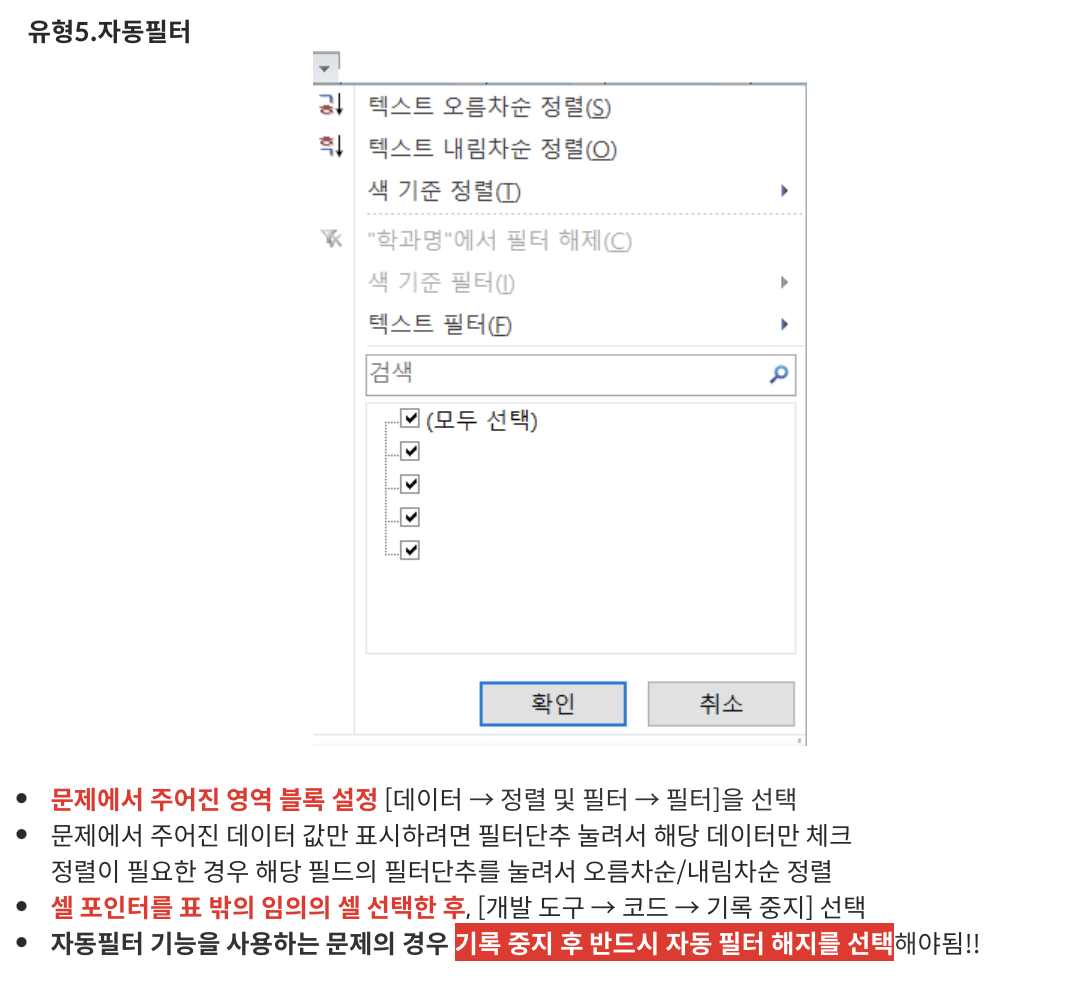 유형5.자동필터
텍스트 오름차순 정렬(S)
텍스트 내림차순 정렬(O)
색 기준 정렬(T)
"학과명"에서 필터 해제(C)
색 기준 필터(I)
텍스트 필터(F)
검색
(모두 선택)
확인 취소
• 문제에서 주어진 영역 블록 설정 [데이터 → 정렬 및 필터 → 필터]을 선택
• 문제에서 주어진 데이터 값만 표시하려면 필터단추 눌려서 해당 데이터만 체크
정렬이 필요한 경우 해당 필드의 필터단추를 눌려서 오름차순/내림차순 정렬
• 셀 포인터를 표 밖의 임의의 셀 선택한 후, [개발 도구 → 코드 → 기록 중지] 선택
• 자동필터 기능을 사용하는 문제의 경우 기록 중지 후 반드시 자동 필터 해지를 선택해야됨!!